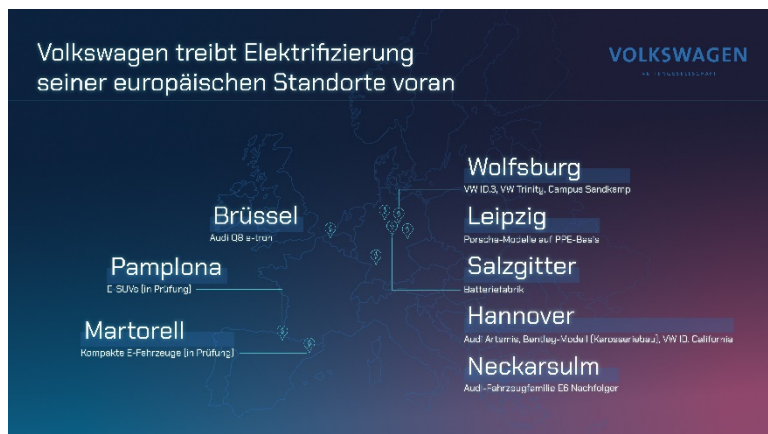 Volkswagen treibt Elektrifizierung
seiner europäischen Standorte voran
VOLKSWAGEN
AKTIENGESELLSCHAFT
Wolfsburg
VW ID.3, VW Trinity, Campus Sandkamp
Brüssel
Audi Q8 e-tron
Leipzig
Porsche-Modelle auf PPE-Basis
Pamplona
E-SUVs (in Prüfung)
Salzgitter
Batteriefabrik
Martorell
Kompakte E-Fahrzeuge (in Prüfung)
Hannover
Audi Artemis, Bentley-Modell (Karosseriebau), VW ID. California
Neckarsulm
Audi-Fahrzeugfamilie E6 Nachfolger